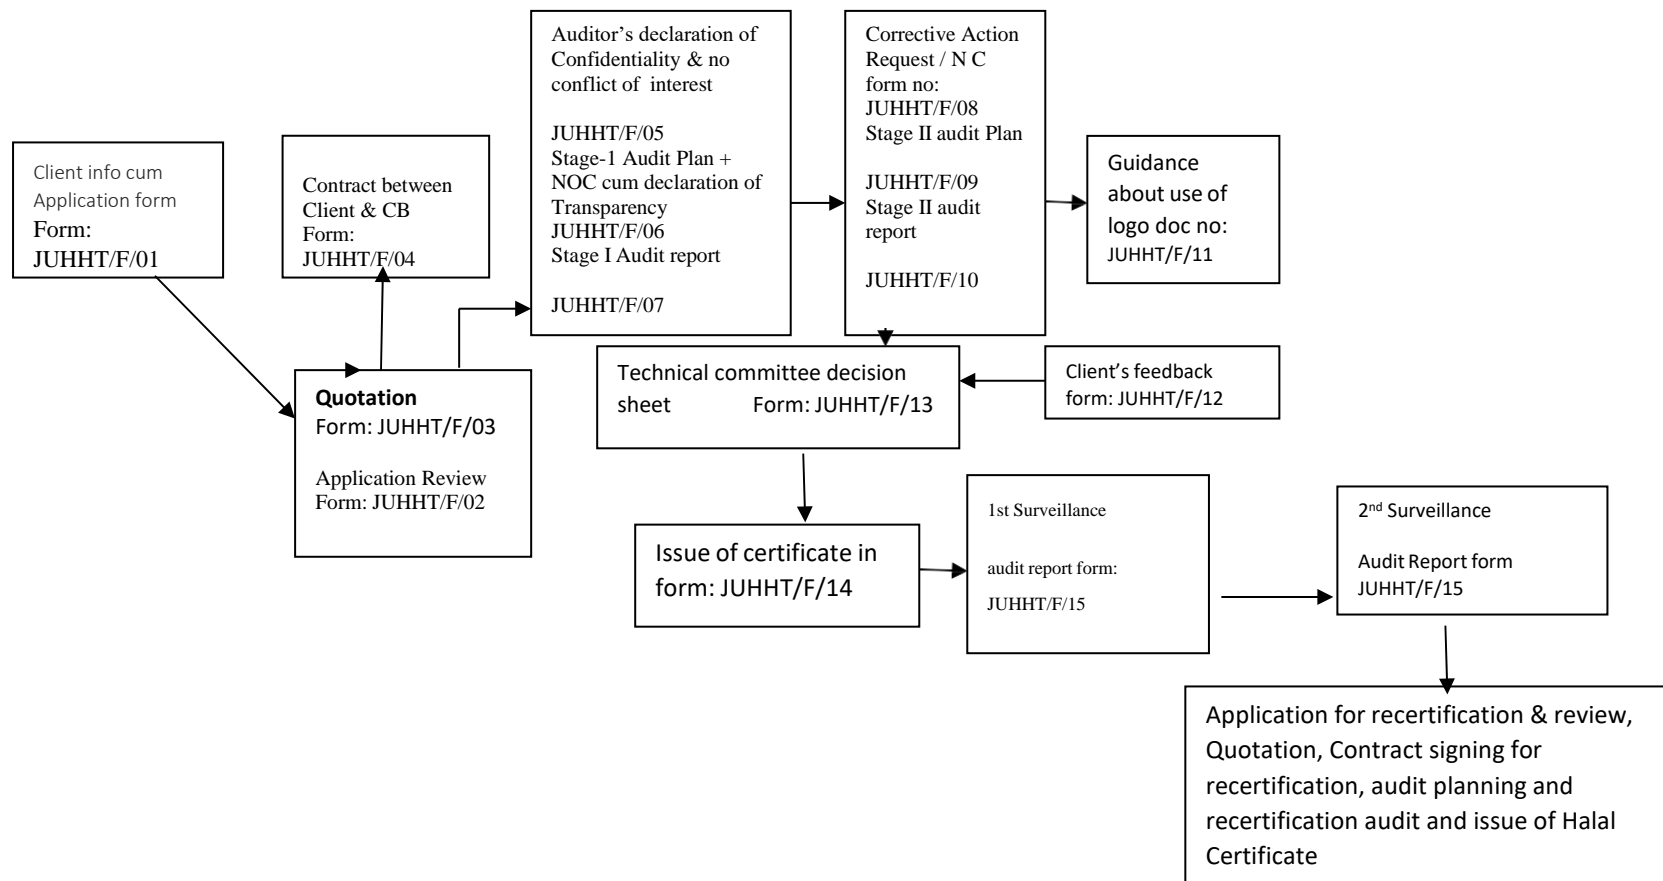 Client info cum
Application form
Form:
JUHHT/F/01
Contract between
Client & CB
Form:
JUHHT/F/04
Quotation
Form: JUHHT/F/03
Application Review
Form: JUHHT/F/02
Auditor’s declaration of
Confidentiality & no
conflict of interest
JUHHT/F/05
Stage-1 Audit Plan +
NOC cum declaration of
Transparency
JUHHT/F/06
Stage I Audit report
JUHHT/F/07
Corrective Action
Request / N C
form no:
JUHHT/F/08
Stage II audit Plan
JUHHT/F/09
Stage II audit
report
JUHHT/F/10
Guidance
about use of
logo doc no:
JUHHT/F/11
Technical committee decision
sheet Form: JUHHT/F/13
Client’s feedback
form: JUHHT/F/12
Issue of certificate in
form: JUHHT/F/14
1st Surveillance
audit report form:
JUHHT/F/15
2nd Surveillance
Audit Report form
JUHHT/F/15
Application for recertification & review,
Quotation, Contract signing for
recertification, audit planning and
recertification audit and issue of Halal
Certificate